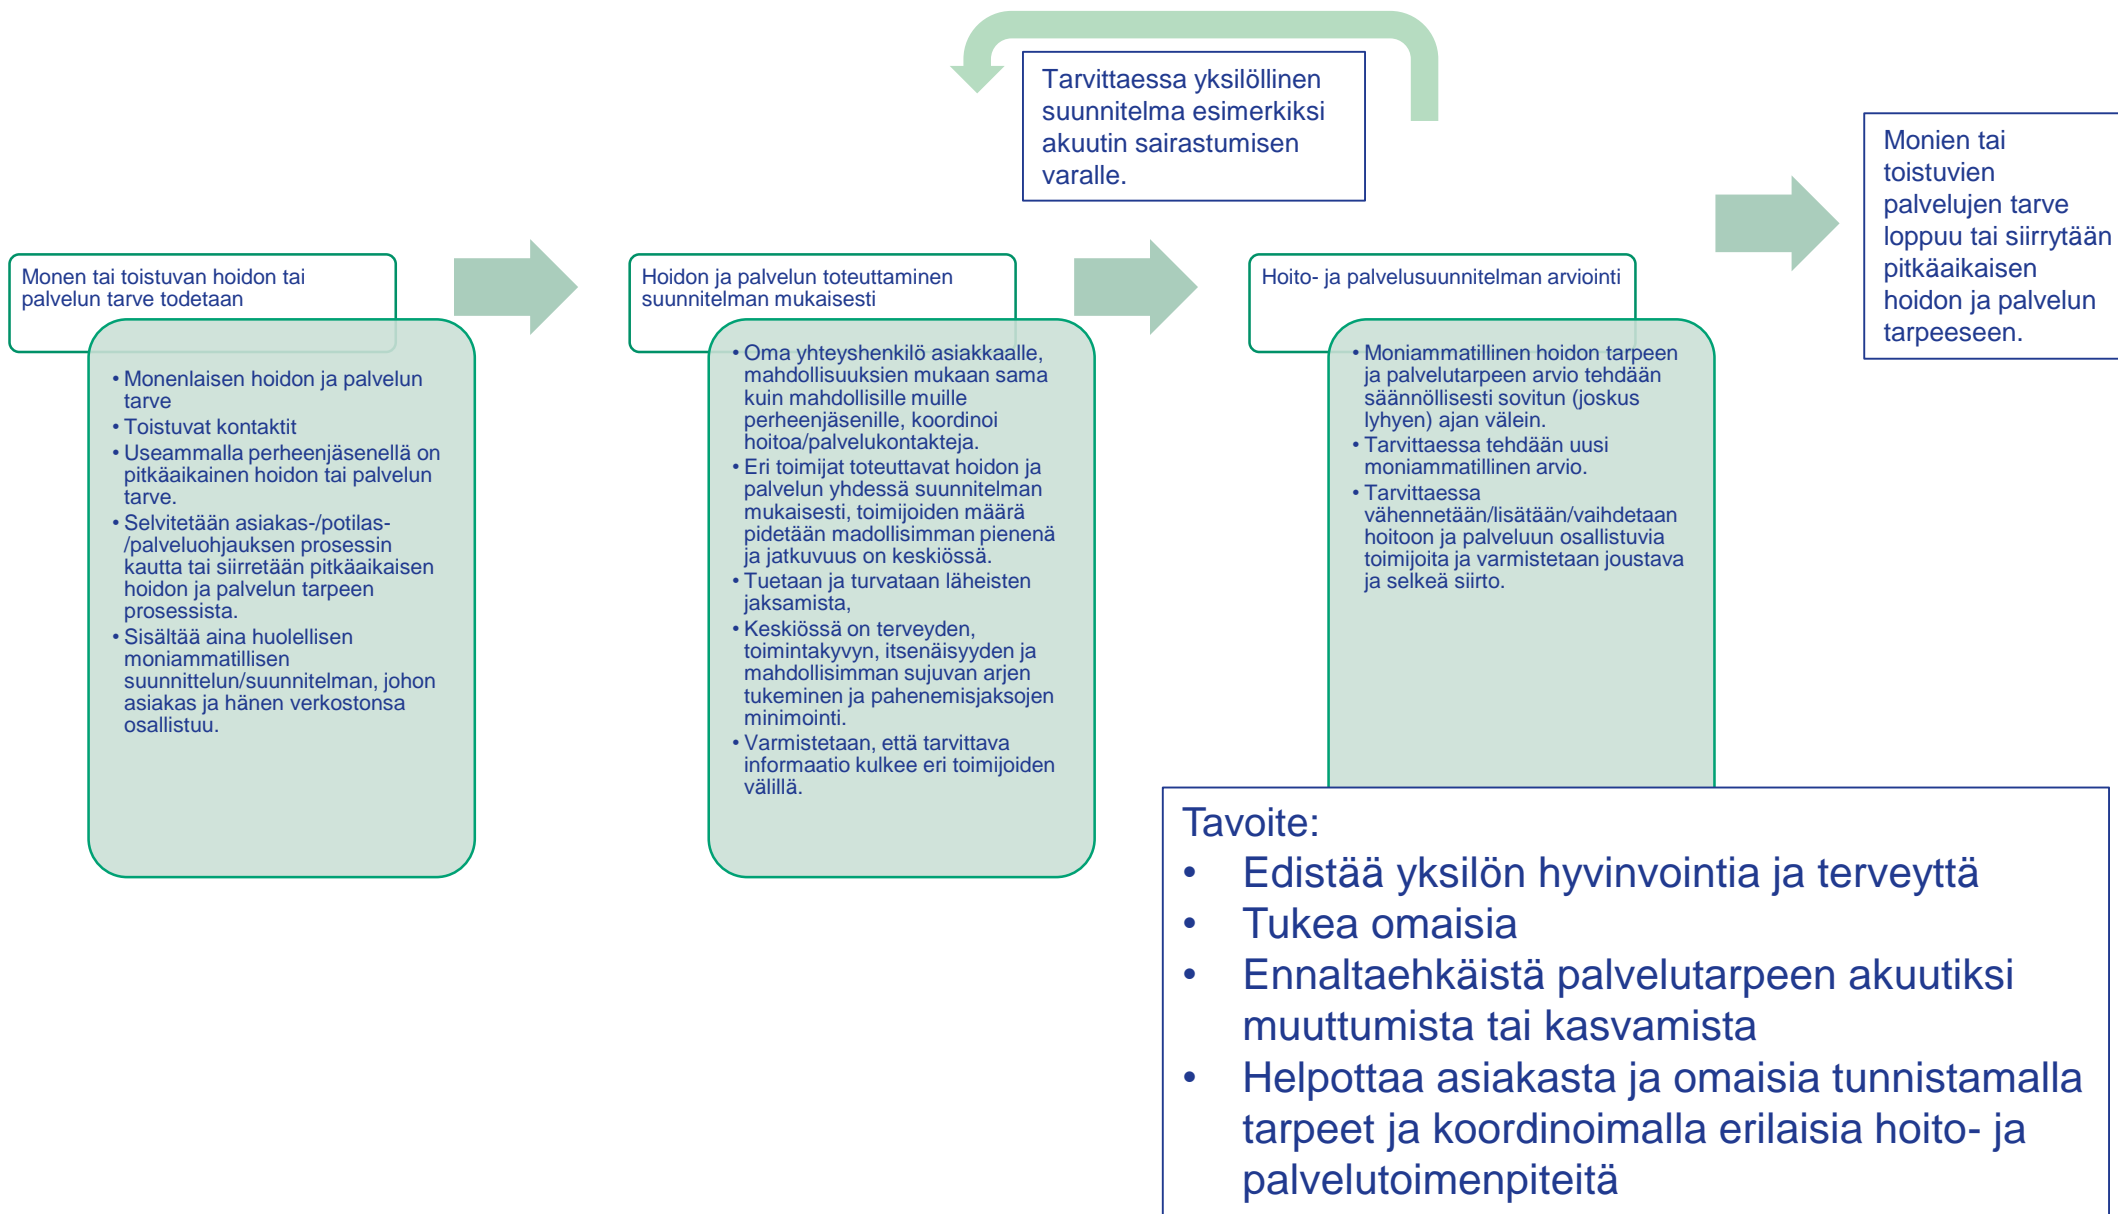 Tarvittaessa yksilöllinen
suunnitelma esimerkiksi
akuutin sairastumisen
varalle.
Monien tai
toistuvien
palvelujen tarve
loppuu tai siirrytään
pitkäaikaisen
hoidon ja palvelun
tarpeeseen.
Monen tai toistuvan hoidon tai
palvelun tarve todetaan
• Monenlaisen hoidon ja palvelun
tarve
• Toistuvat kontaktit
• Useammalla perheenjäsenellä on
pitkäaikainen hoidon tai palvelun
tarve.
• Selvitetään asiakas-/potilas-
/palveluohjauksen prosessin
kautta tai siirretään pitkäaikaisen
hoidon ja palvelun tarpeen
prosessista.
• Sisältää aina huolellisen
moniammatillisen
suunnittelun/suunnitelman, johon
asiakas ja hänen verkostonsa
osallistuu.
Hoidon ja palvelun toteuttaminen
suunnitelman mukaisesti
• Oma yhteyshenkilö asiakkaalle,
mahdollisuuksien mukaan sama
kuin mahdollisille muille
perheenjäsenille, koordinoi
hoitoa/palvelukontakteja.
• Eri toimijat toteuttavat hoidon ja
palvelun yhdessä suunnitelman
mukaisesti, toimijoiden määrä
pidetään madollisimman pienenä
ja jatkuvuus on keskiössä.
• Tuetaan ja turvataan läheisten
jaksamista,
• Keskiössä on terveyden,
toimintakyvyn, itsenäisyyden ja
mahdollisimman sujuvan arjen
tukeminen ja pahenemisjaksojen
minimointi.
• Varmistetaan, että tarvittava
informaatio kulkee eri toimijoiden
välillä.
Hoito- ja palvelusuunnitelman arviointi
• Moniammatillinen hoidon tarpeen
ja palvelutarpeen arvio tehdään
säännöllisesti sovitun (joskus
lyhyen) ajan välein.
• Tarvittaessa tehdään uusi
moniammatillinen arvio.
• Tarvittaessa
vähennetään/lisätään/vaihdetaan
hoitoon ja palveluun osallistuvia
toimijoita ja varmistetaan joustava
ja selkeä siirto.
Tavoite:
• Edistää yksilön hyvinvointia ja terveyttä
• Tukea omaisia
• Ennaltaehkäistä palvelutarpeen akuutiksi
muuttumista tai kasvamista
• Helpottaa asiakasta ja omaisia tunnistamalla
tarpeet ja koordinoimalla erilaisia hoito- ja
palvelutoimenpiteitä